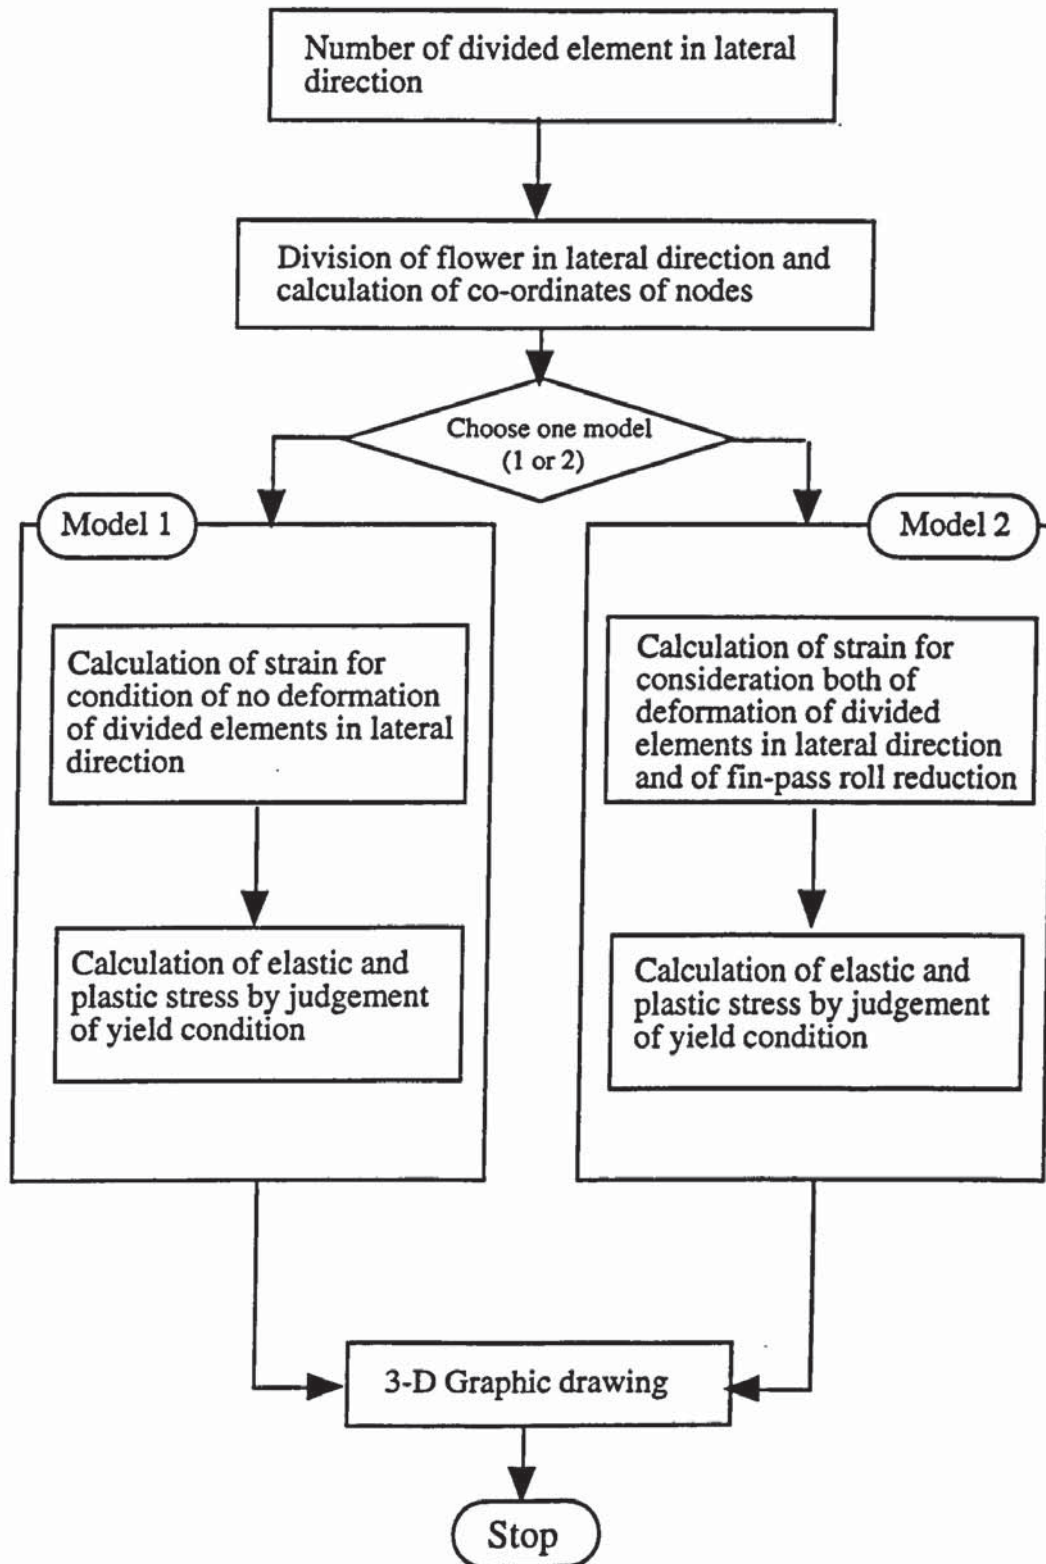 Number of divided element in lateral
direction
Division of flower in lateral direction and
calculation of co-ordinates of nodes
Choose one model
(1 or 2)
Model 1
Calculation of strain for
condition of no deformation
of divided elements in lateral
direction
Calculation of elastic and
plastic stress by judgement
of yield condition
Model 2
Calculation of strain for
consideration both of
deformation of divided
elements in lateral direction
and of fin-pass roll reduction
Calculation of elastic and
plastic stress by judgement
of yield condition
3-D Graphic drawing
Stop